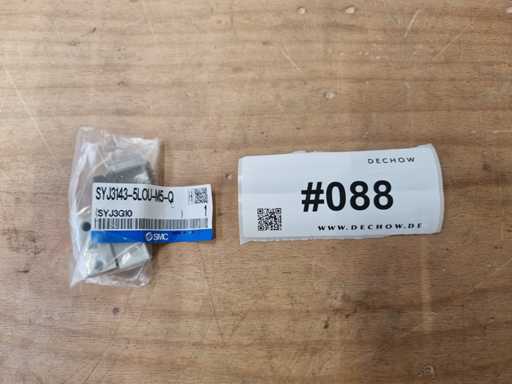 SYJ3143-5LOU-M5-Q
(SYJ3G10 ) 1
SMC
DECHOW
#088
WWW.DECHOW.DE